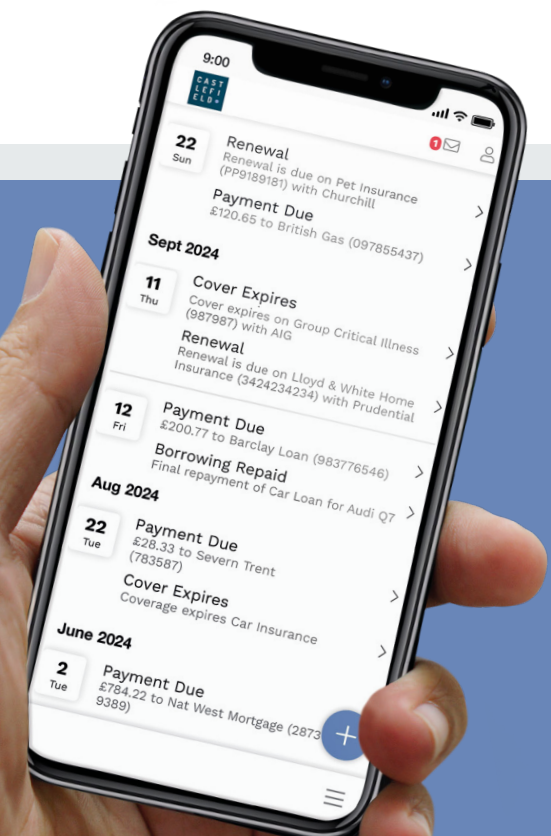 9:00
CAST
LEFI
ELD
1
22
Sun
Renewal
Renewal is due on Pet Insurance
(PP9189181) with Churchill
Payment Due
£120.65 to British Gas (097855437)
Sept 2024
11
Thu
Cover Expires
Cover expires on Group Critical Illness
(987987) with AIG
Renewal
Renewal is due on Lloyd & White Home
Insurance (3424234234) with Prudential
12
Fri
Payment Due
£200.77 to Barclay Loan (983776546)
Borrowing Repaid
Final repayment of Car Loan for Audi Q7
Aug 2024
22
Tue
Payment Due
£28.33 to Severn Trent
(783587)
Cover Expires
Coverage expires Car Insurance
June 2024
2
Tue
Payment Due
£784.22 to Nat West Mortgage (2873
9389)
+